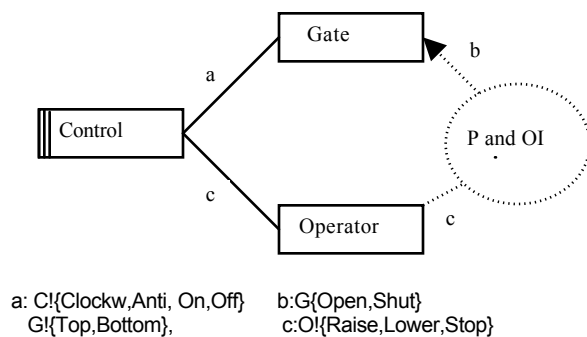 Gate
b
a
Control
P and OI
c
Operator
c
a: C!{Clockw,Anti, On,Off} b:G{Open,Shut}
G!{Top,Bottom}, c:O!{Raise,Lower,Stop}